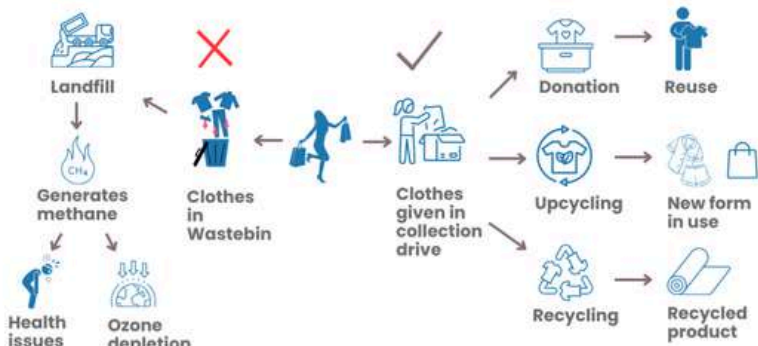 Landfill
CH₄
Generates
methane
Health
issues
Ozone
depletion
Clothes
in
Wastebin
Clothes
given in
collection
drive
Donation
Reuse
Upcycling
New form
in use
Recycling
Recycled
product